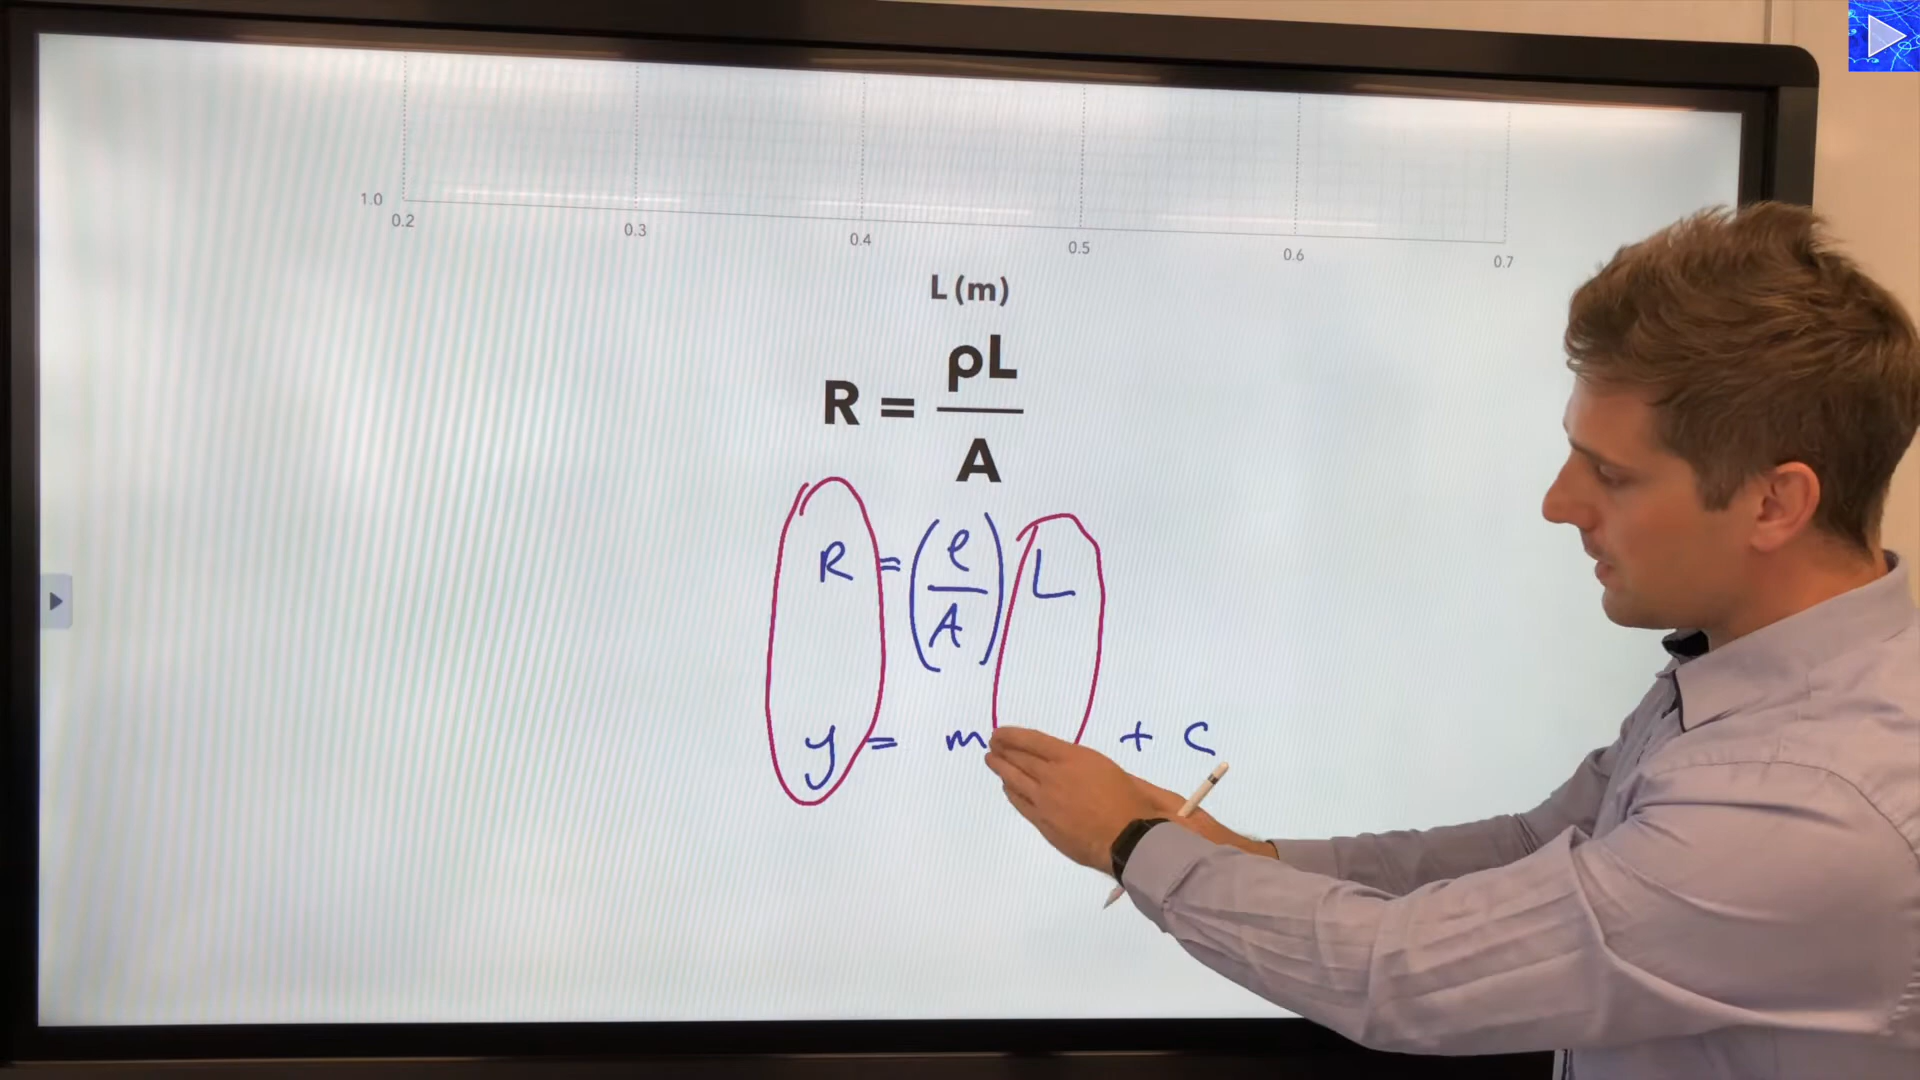 1.0
0.2 0.3 0.4 0.5 0.6 0.7
L (m)
R = ρL/A
R = (ρ/A) L
y = m + c